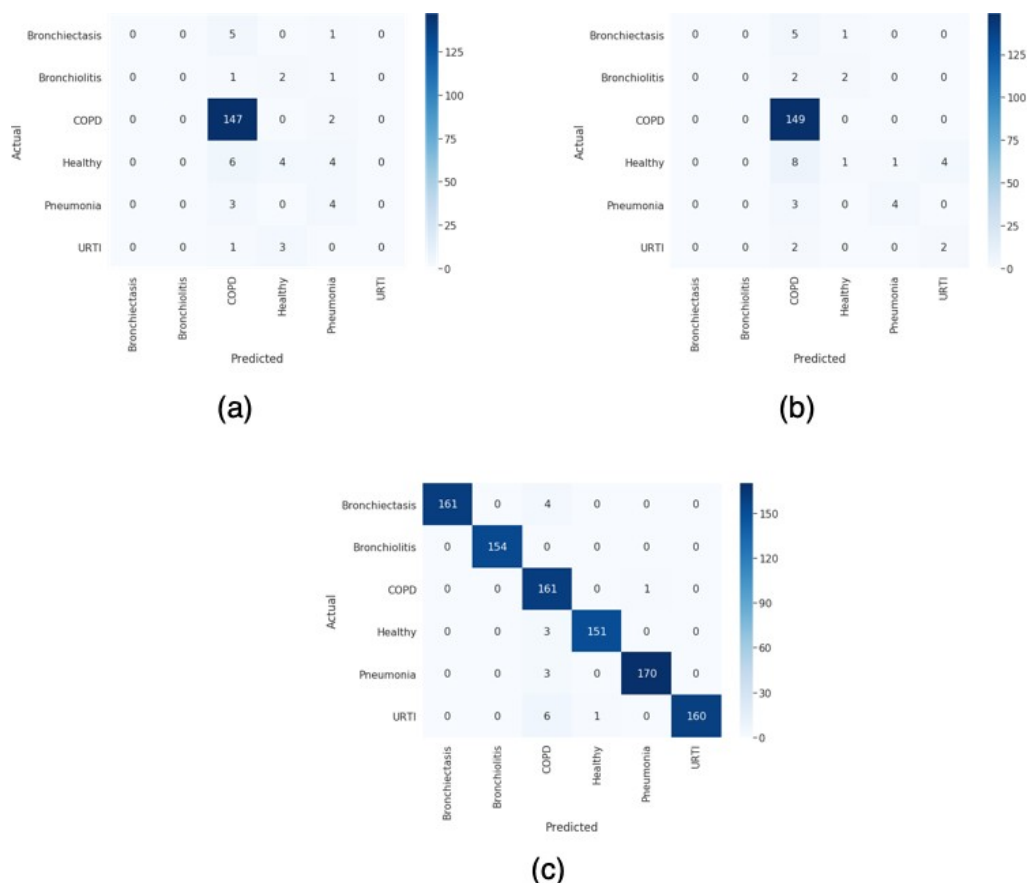 Actual
Bronchiectasis 0 0 5 0 1 0
Bronchiolitis 0 0 1 2 1 0
COPD 0 0 147 0 2 0
Healthy 0 0 6 4 4 0
Pneumonia 0 0 3 0 4 0
URTI 0 0 1 3 0 0
Bronchiectasis Bronchiolitis COPD Healthy Pneumonia URTI
Predicted
125
100
75
50
25
0
(a)
Actual
Bronchiectasis 0 0 5 1 0 0
Bronchiolitis 0 0 2 2 0 0
COPD 0 0 149 0 0 0
Healthy 0 0 8 1 1 4
Pneumonia 0 0 3 0 4 0
URTI 0 0 2 0 0 2
Bronchiectasis Bronchiolitis COPD Healthy Pneumonia URTI
Predicted
125
100
75
50
25
0
(b)
Actual
Bronchiectasis 161 0 4 0 0 0
Bronchiolitis 0 154 0 0 0 0
COPD 0 0 161 0 1 0
Healthy 0 0 3 151 0 0
Pneumonia 0 0 3 0 170 0
URTI 0 0 6 1 0 160
Bronchiectasis Bronchiolitis COPD Healthy Pneumonia URTI
Predicted
150
120
90
60
30
0
(c)